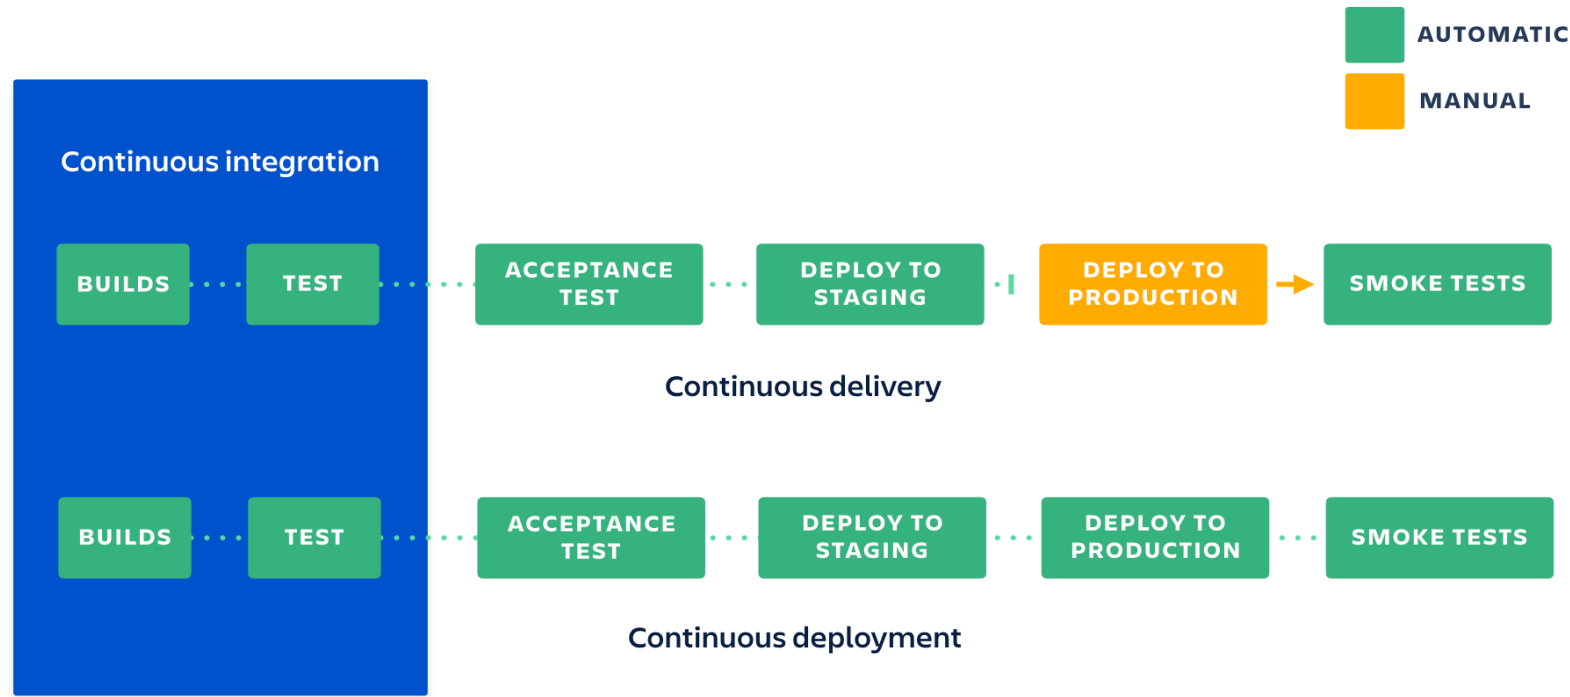 AUTOMATIC
MANUAL
Continuous integration
BUILDS
TEST
ACCEPTANCE
TEST
DEPLOY TO
STAGING
DEPLOY TO
PRODUCTION
SMOKE TESTS
Continuous delivery
BUILDS
TEST
ACCEPTANCE
TEST
DEPLOY TO
STAGING
DEPLOY TO
PRODUCTION
SMOKE TESTS
Continuous deployment